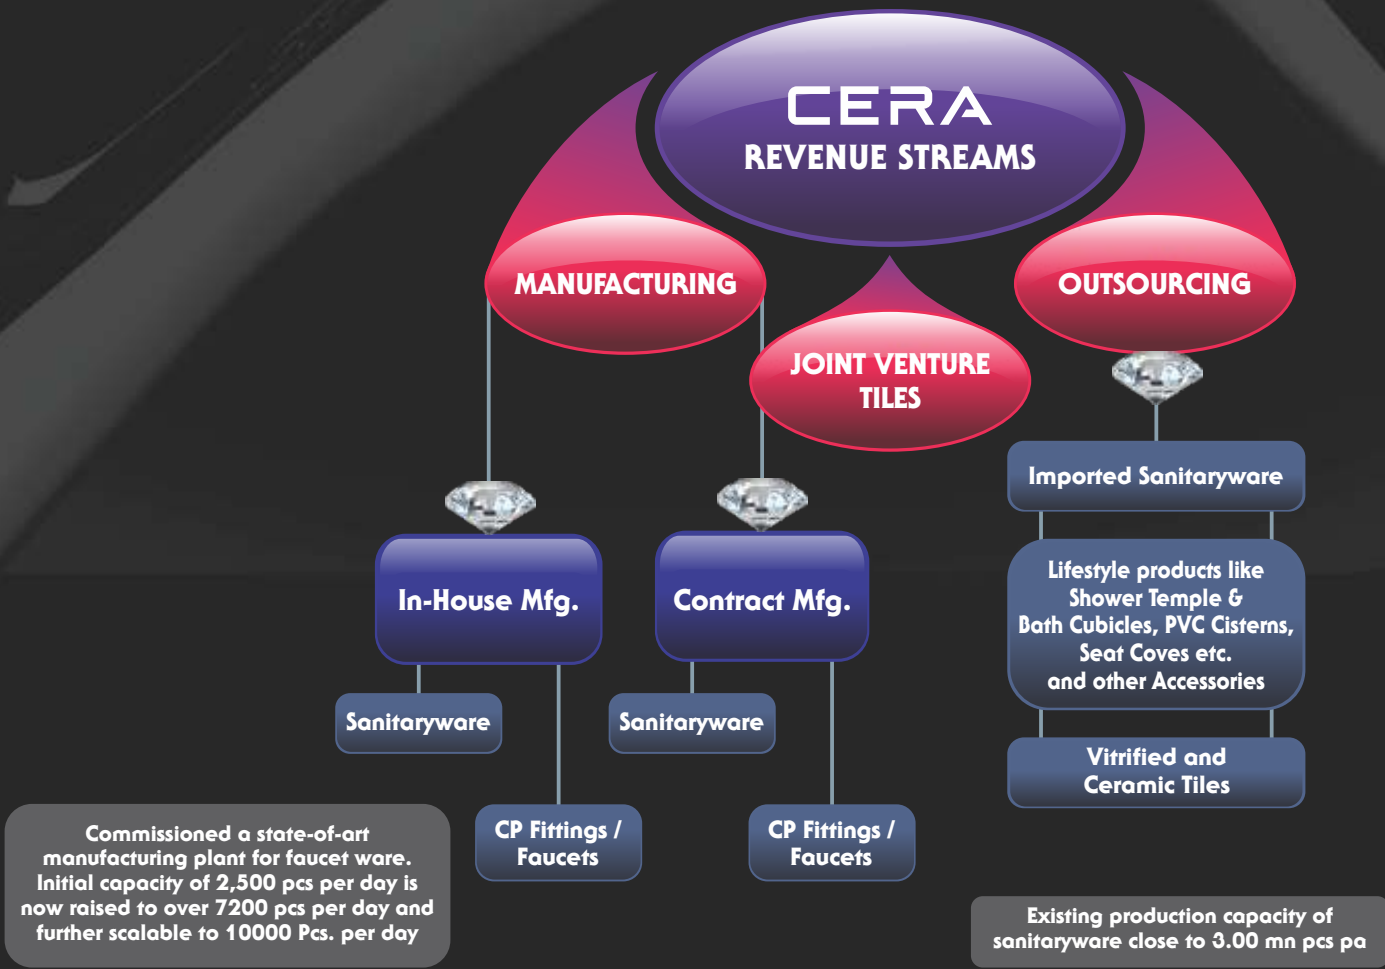 CERA
REVENUE STREAMS
MANUFACTURING
OUTSOURCING
JOINT VENTURE
TILES
Imported Sanitaryware
Lifestyle products like
Shower Temple &
Bath Cubicles, PVC Cisterns,
Seat Coves etc.
and other Accessories
Vitrified and
Ceramic Tiles
In-House Mfg.
Contract Mfg.
Sanitaryware
Sanitaryware
CP Fittings /
Faucets
CP Fittings /
Faucets
Commissioned a state-of-art
manufacturing plant for faucet ware.
Initial capacity of 2,500 pcs per day is
now raised to over 7200 pcs per day and
further scalable to 10000 Pcs. per day
Existing production capacity of
sanitaryware close to 3.00 mn pcs pa